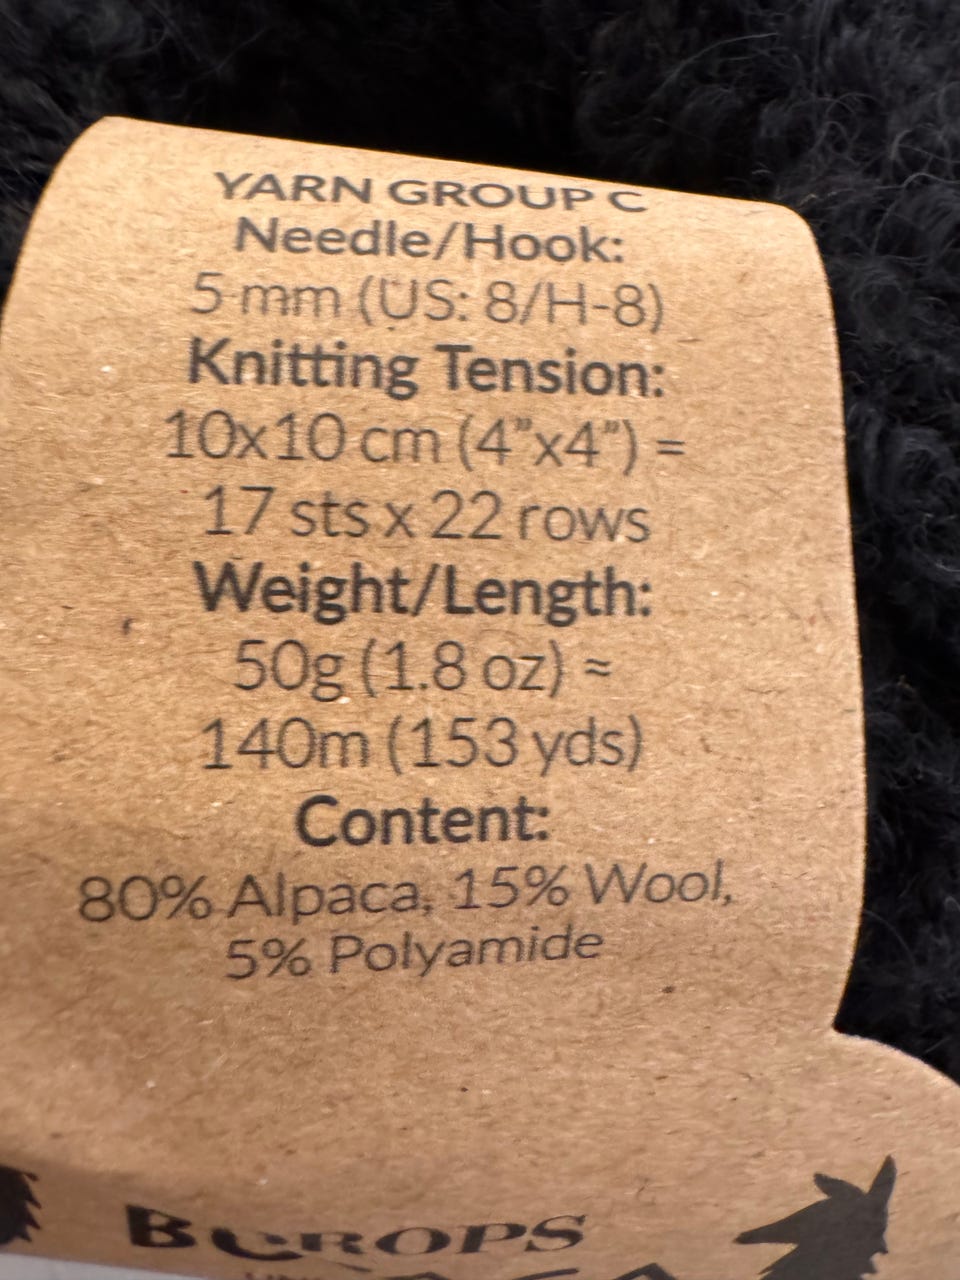 YARN GROUP C
Needle/Hook:
5 mm (US: 8/H-8)
Knitting Tension:
10x10 cm (4”x4”) =
17 sts x 22 rows
Weight/Length:
50g (1.8 oz) ≈
140m (153 yds)
Content:
80% Alpaca, 15% Wool,
5% Polyamide